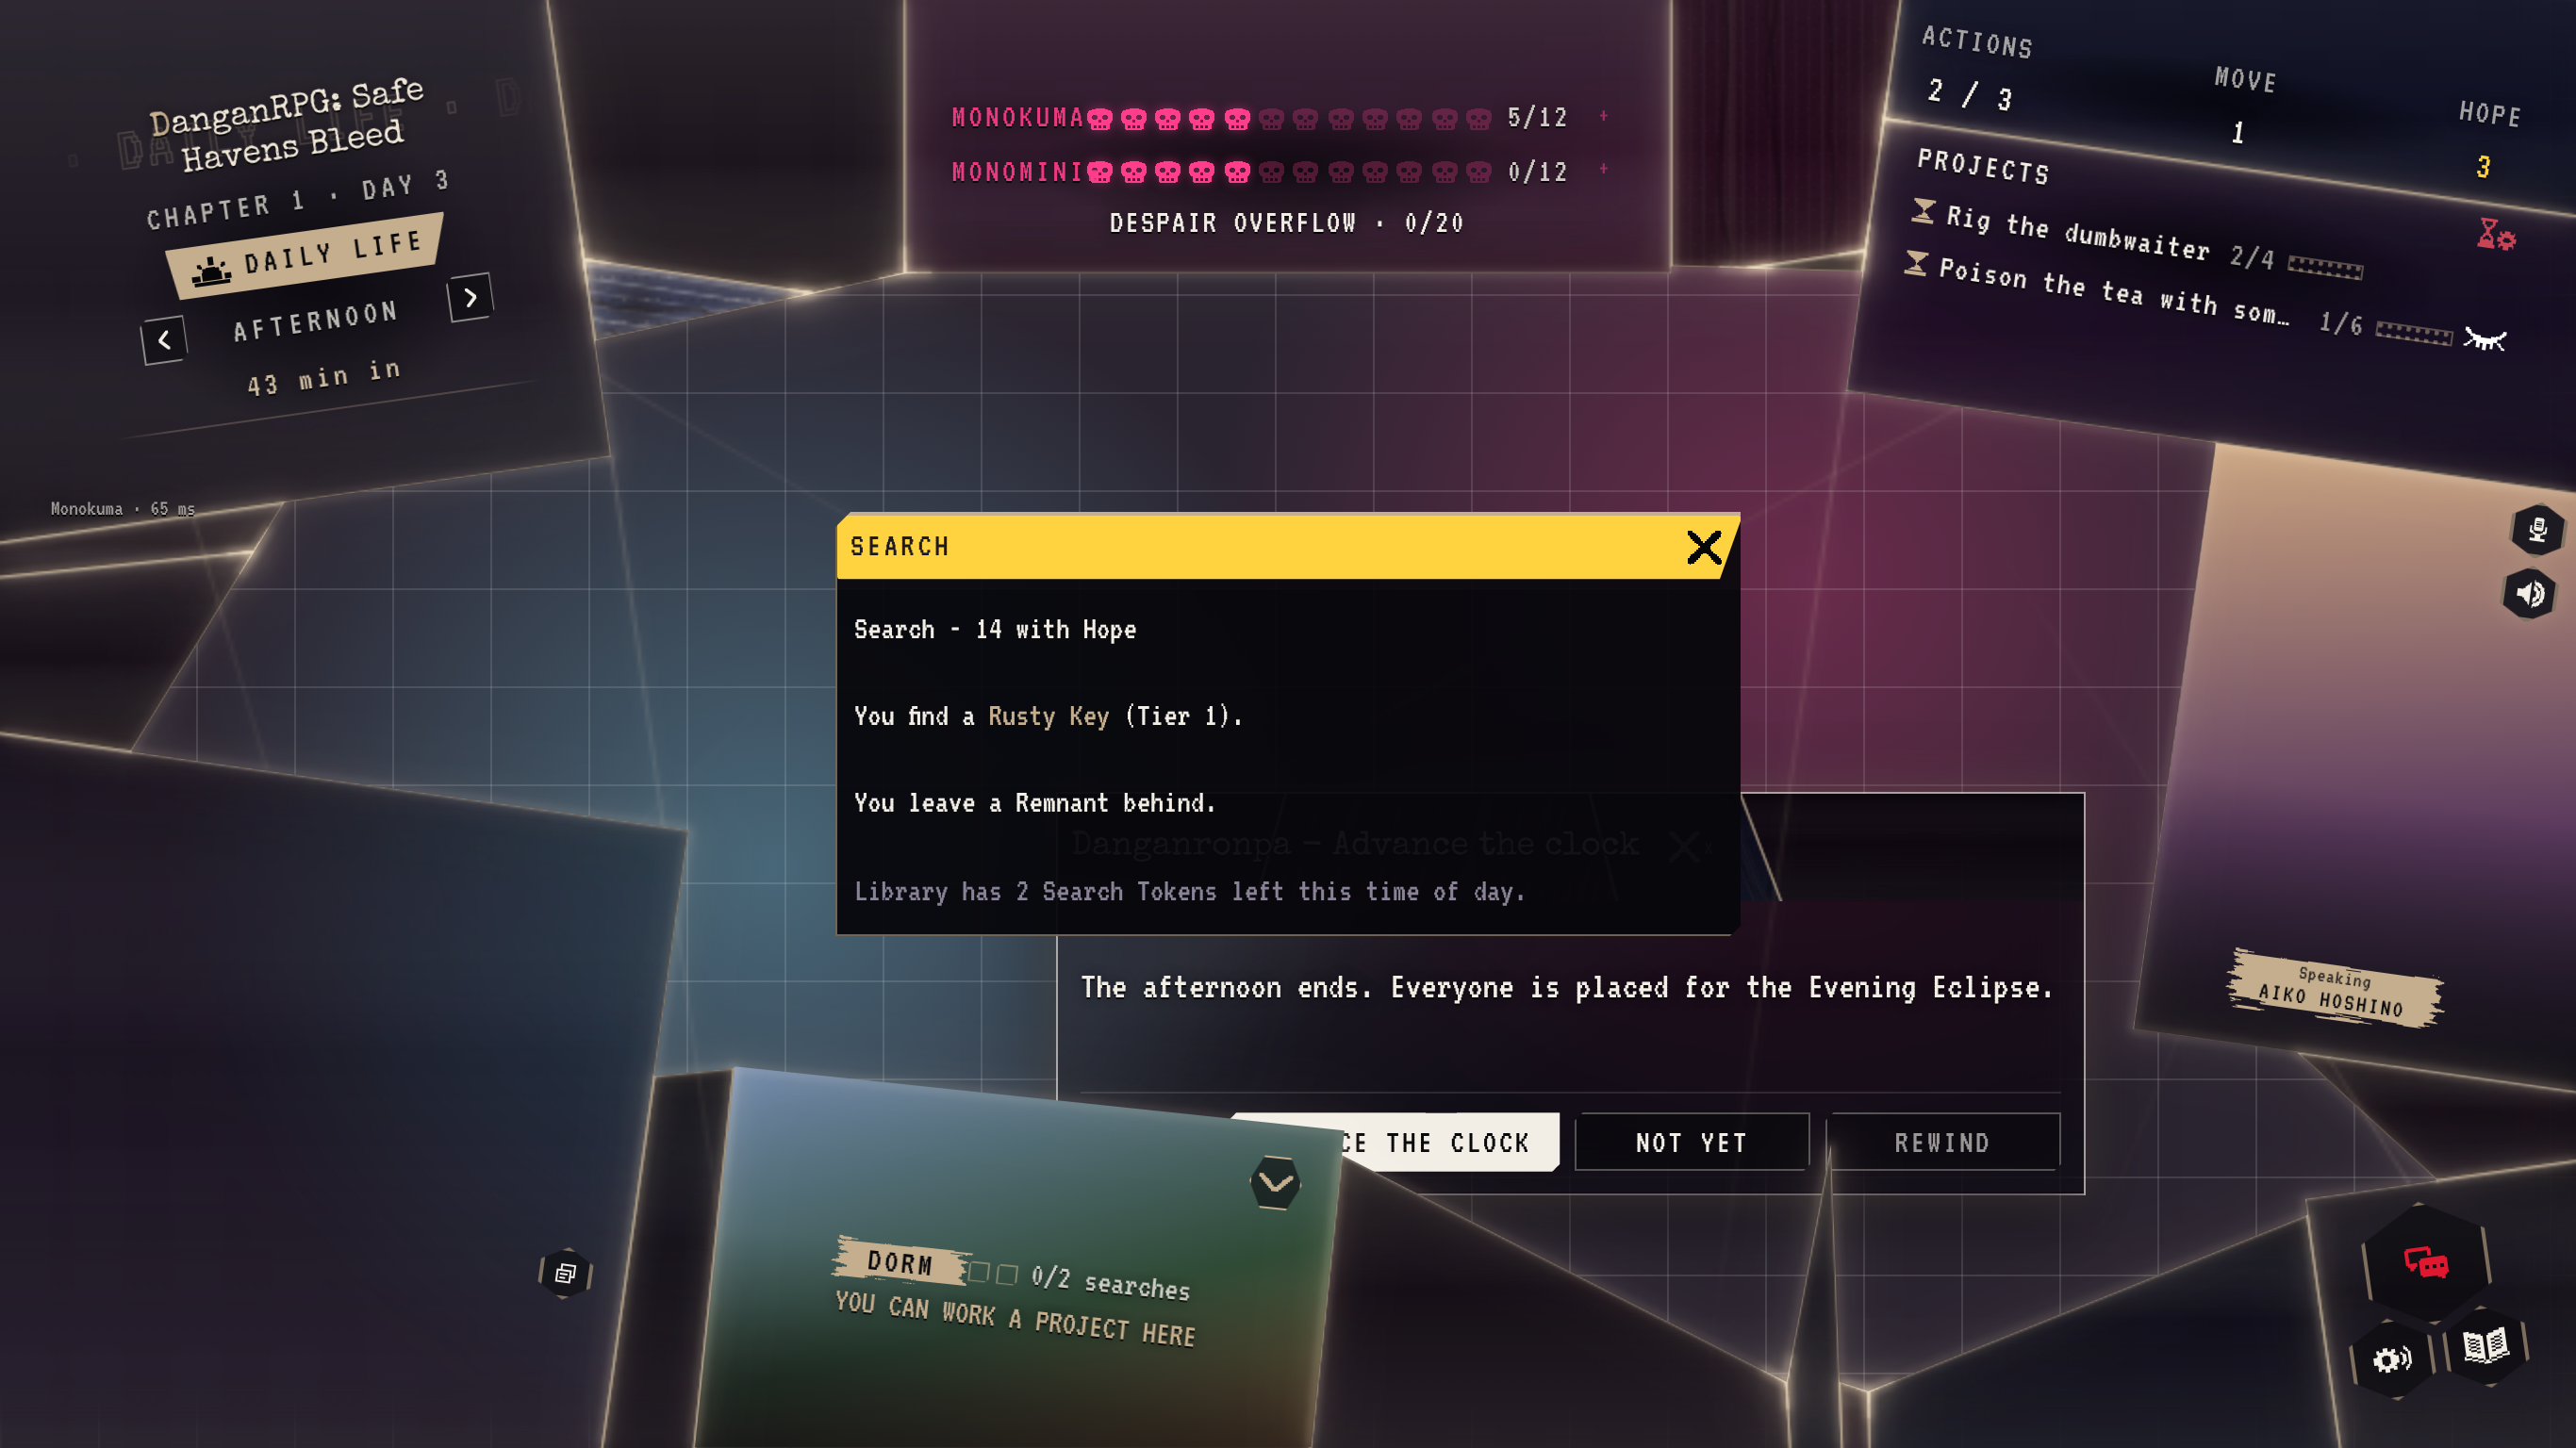 DanganRPG: Safe
Havens Bleed
CHAPTER 1 · DAY 3
DAILY LIFE
AFTERNOON
43 min in
Monokuma · 65 ms
MONOKUMA 5/12 +
MONOMINI 0/12 +
DESPAIR OVERFLOW · 0/20
ACTIONS
2 / 3
MOVE
1
HOPE
3
PROJECTS
Rig the dumbwaiter 2/4
Poison the tea with som… 1/6
SEARCH
Search - 14 with Hope
You find a Rusty Key (Tier 1).
You leave a Remnant behind.
Danganronpa – Advance the clock
Library has 2 Search Tokens left this time of day.
The afternoon ends. Everyone is placed for the Evening Eclipse.
CE THE CLOCK
NOT YET
REWIND
Speaking
AIKO HOSHINO
DORM 0/2 searches
YOU CAN WORK A PROJECT HERE